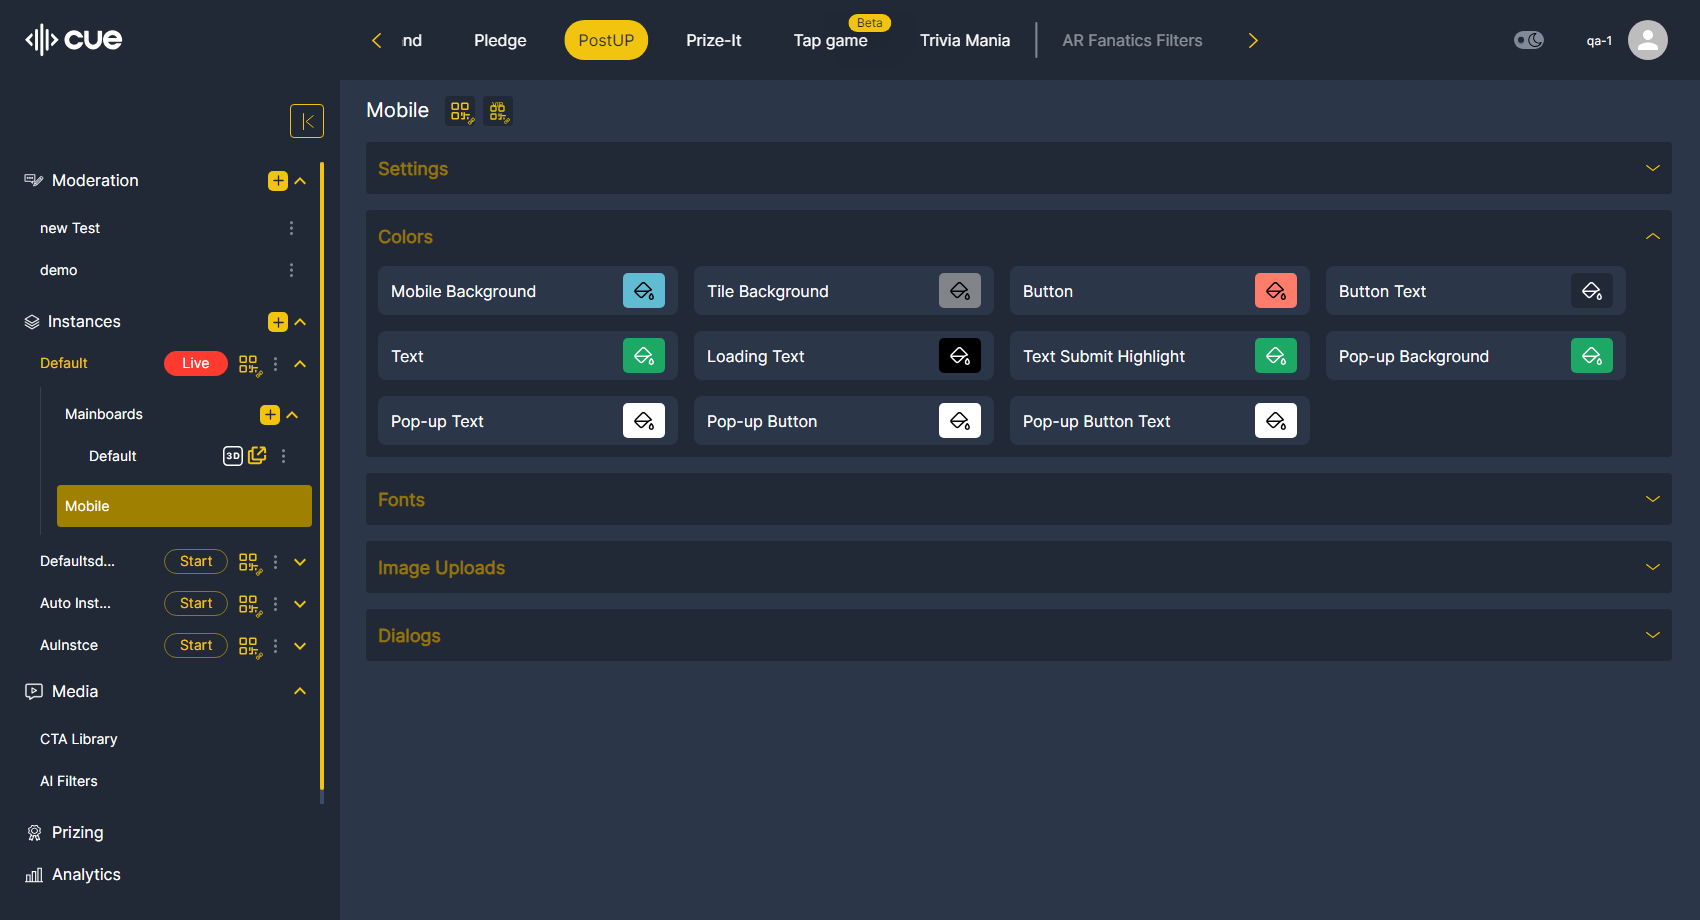 cue
nd
Pledge
PostUP
Prize-It
Beta
Tap game
Trivia Mania
AR Fanatics Filters
qa-1
Moderation
new Test
demo
Instances
Default
Live
Mainboards
Default
3D
Mobile
Defaultsd...
Start
Auto Inst...
Start
AuInstce
Start
Media
CTA Library
AI Filters
Prizing
Analytics
Mobile
VIP
Settings
Colors
Mobile Background
Tile Background
Button
Button Text
Text
Loading Text
Text Submit Highlight
Pop-up Background
Pop-up Text
Pop-up Button
Pop-up Button Text
Fonts
Image Uploads
Dialogs